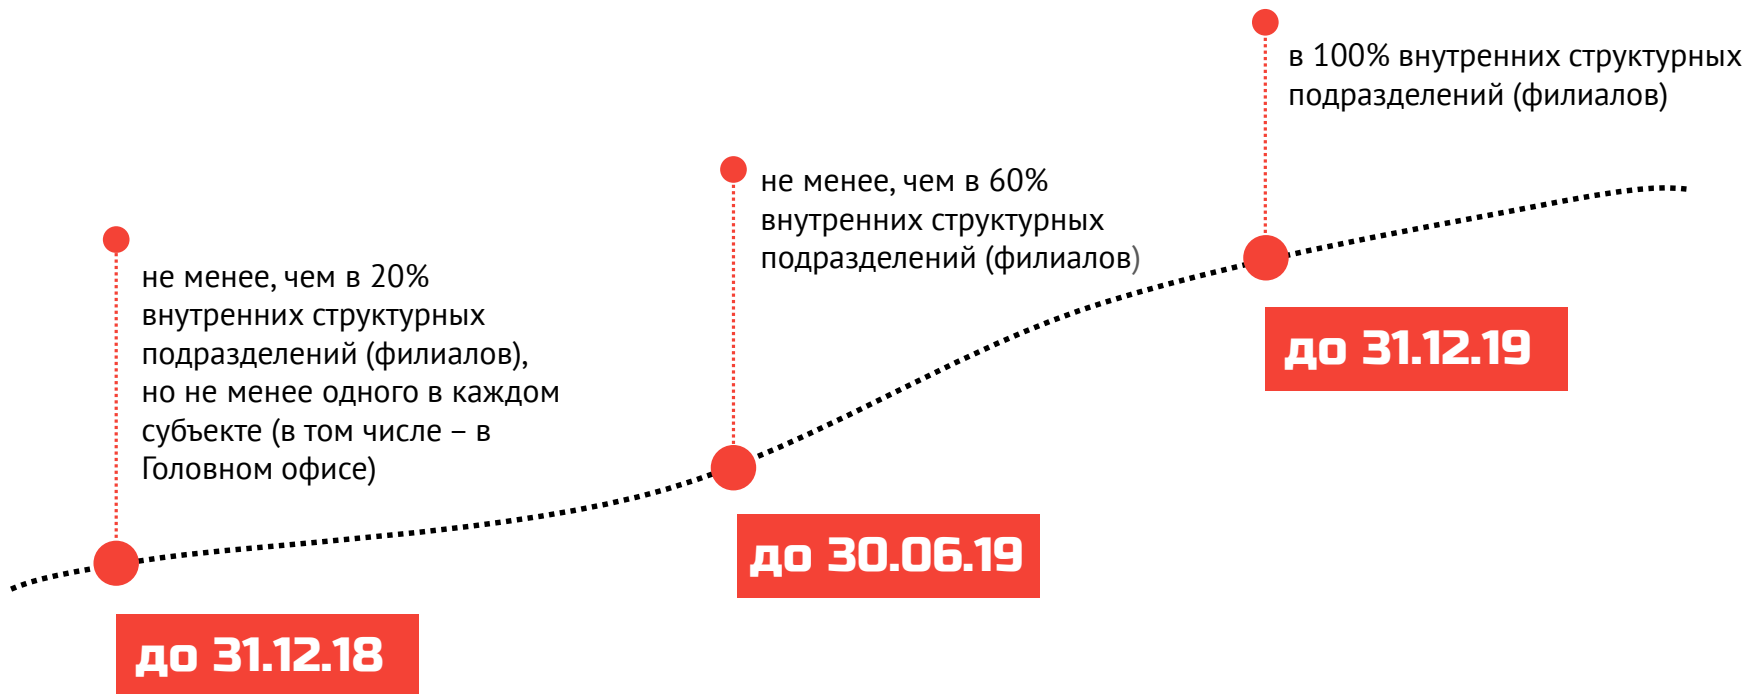 не менее, чем в 20%
внутренних структурных
подразделений (филиалов),
но не менее одного в каждом
субъекте (в том числе – в
Головном офисе)
до 31.12.18
не менее, чем в 60%
внутренних структурных
подразделений (филиалов)
до 30.06.19
в 100% внутренних структурных
подразделений (филиалов)
до 31.12.19